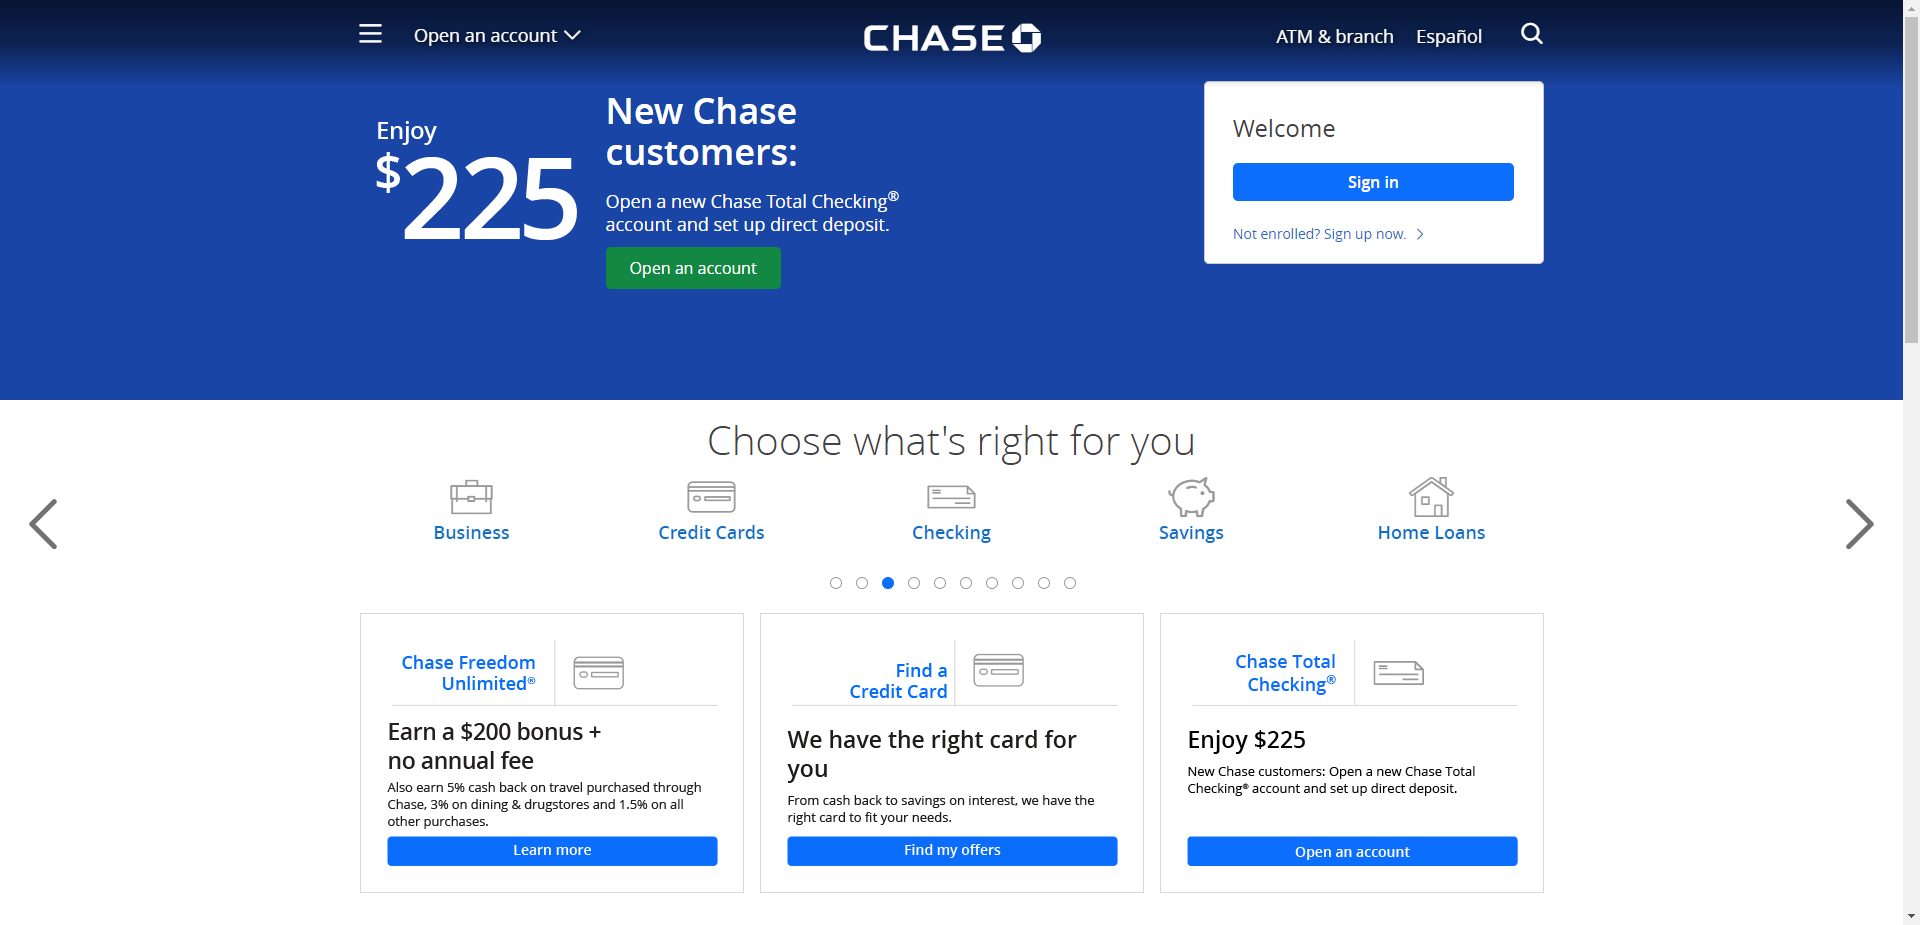 Open an account
CHASE
ATM & branch
Español
Enjoy
$225
New Chase
customers:
Open a new Chase Total Checking®
account and set up direct deposit.
Open an account
Welcome
Sign in
Not enrolled? Sign up now.
Choose what's right for you
Business
Credit Cards
Checking
Savings
Home Loans
Chase Freedom
Unlimited®
Earn a $200 bonus +
no annual fee
Also earn 5% cash back on travel purchased through
Chase, 3% on dining & drugstores and 1.5% on all
other purchases.
Learn more
Find a
Credit Card
We have the right card for
you
From cash back to savings on interest, we have the
right card to fit your needs.
Find my offers
Chase Total
Checking®
Enjoy $225
New Chase customers: Open a new Chase Total
Checking® account and set up direct deposit.
Open an account